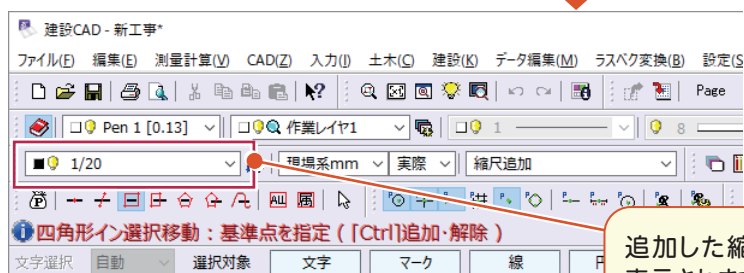 建設CAD - 新工事*
ファイル(F) 編集(E) 測量計算(V) CAD(Z) 入力(I) 土木(C) 建設(K) データ編集(M) ラスベク変換(B) 設定(S
Page
Pen 1 [0.13] 作業レイヤ1 1 8
1/20 現場系mm 実際 縮尺追加
ALL 属
四角形イン選択移動：基準点を指定 ( [Ctrl]追加･解除 )
文字選択 自動 選択対象 文字 マーク 線
追加した縮